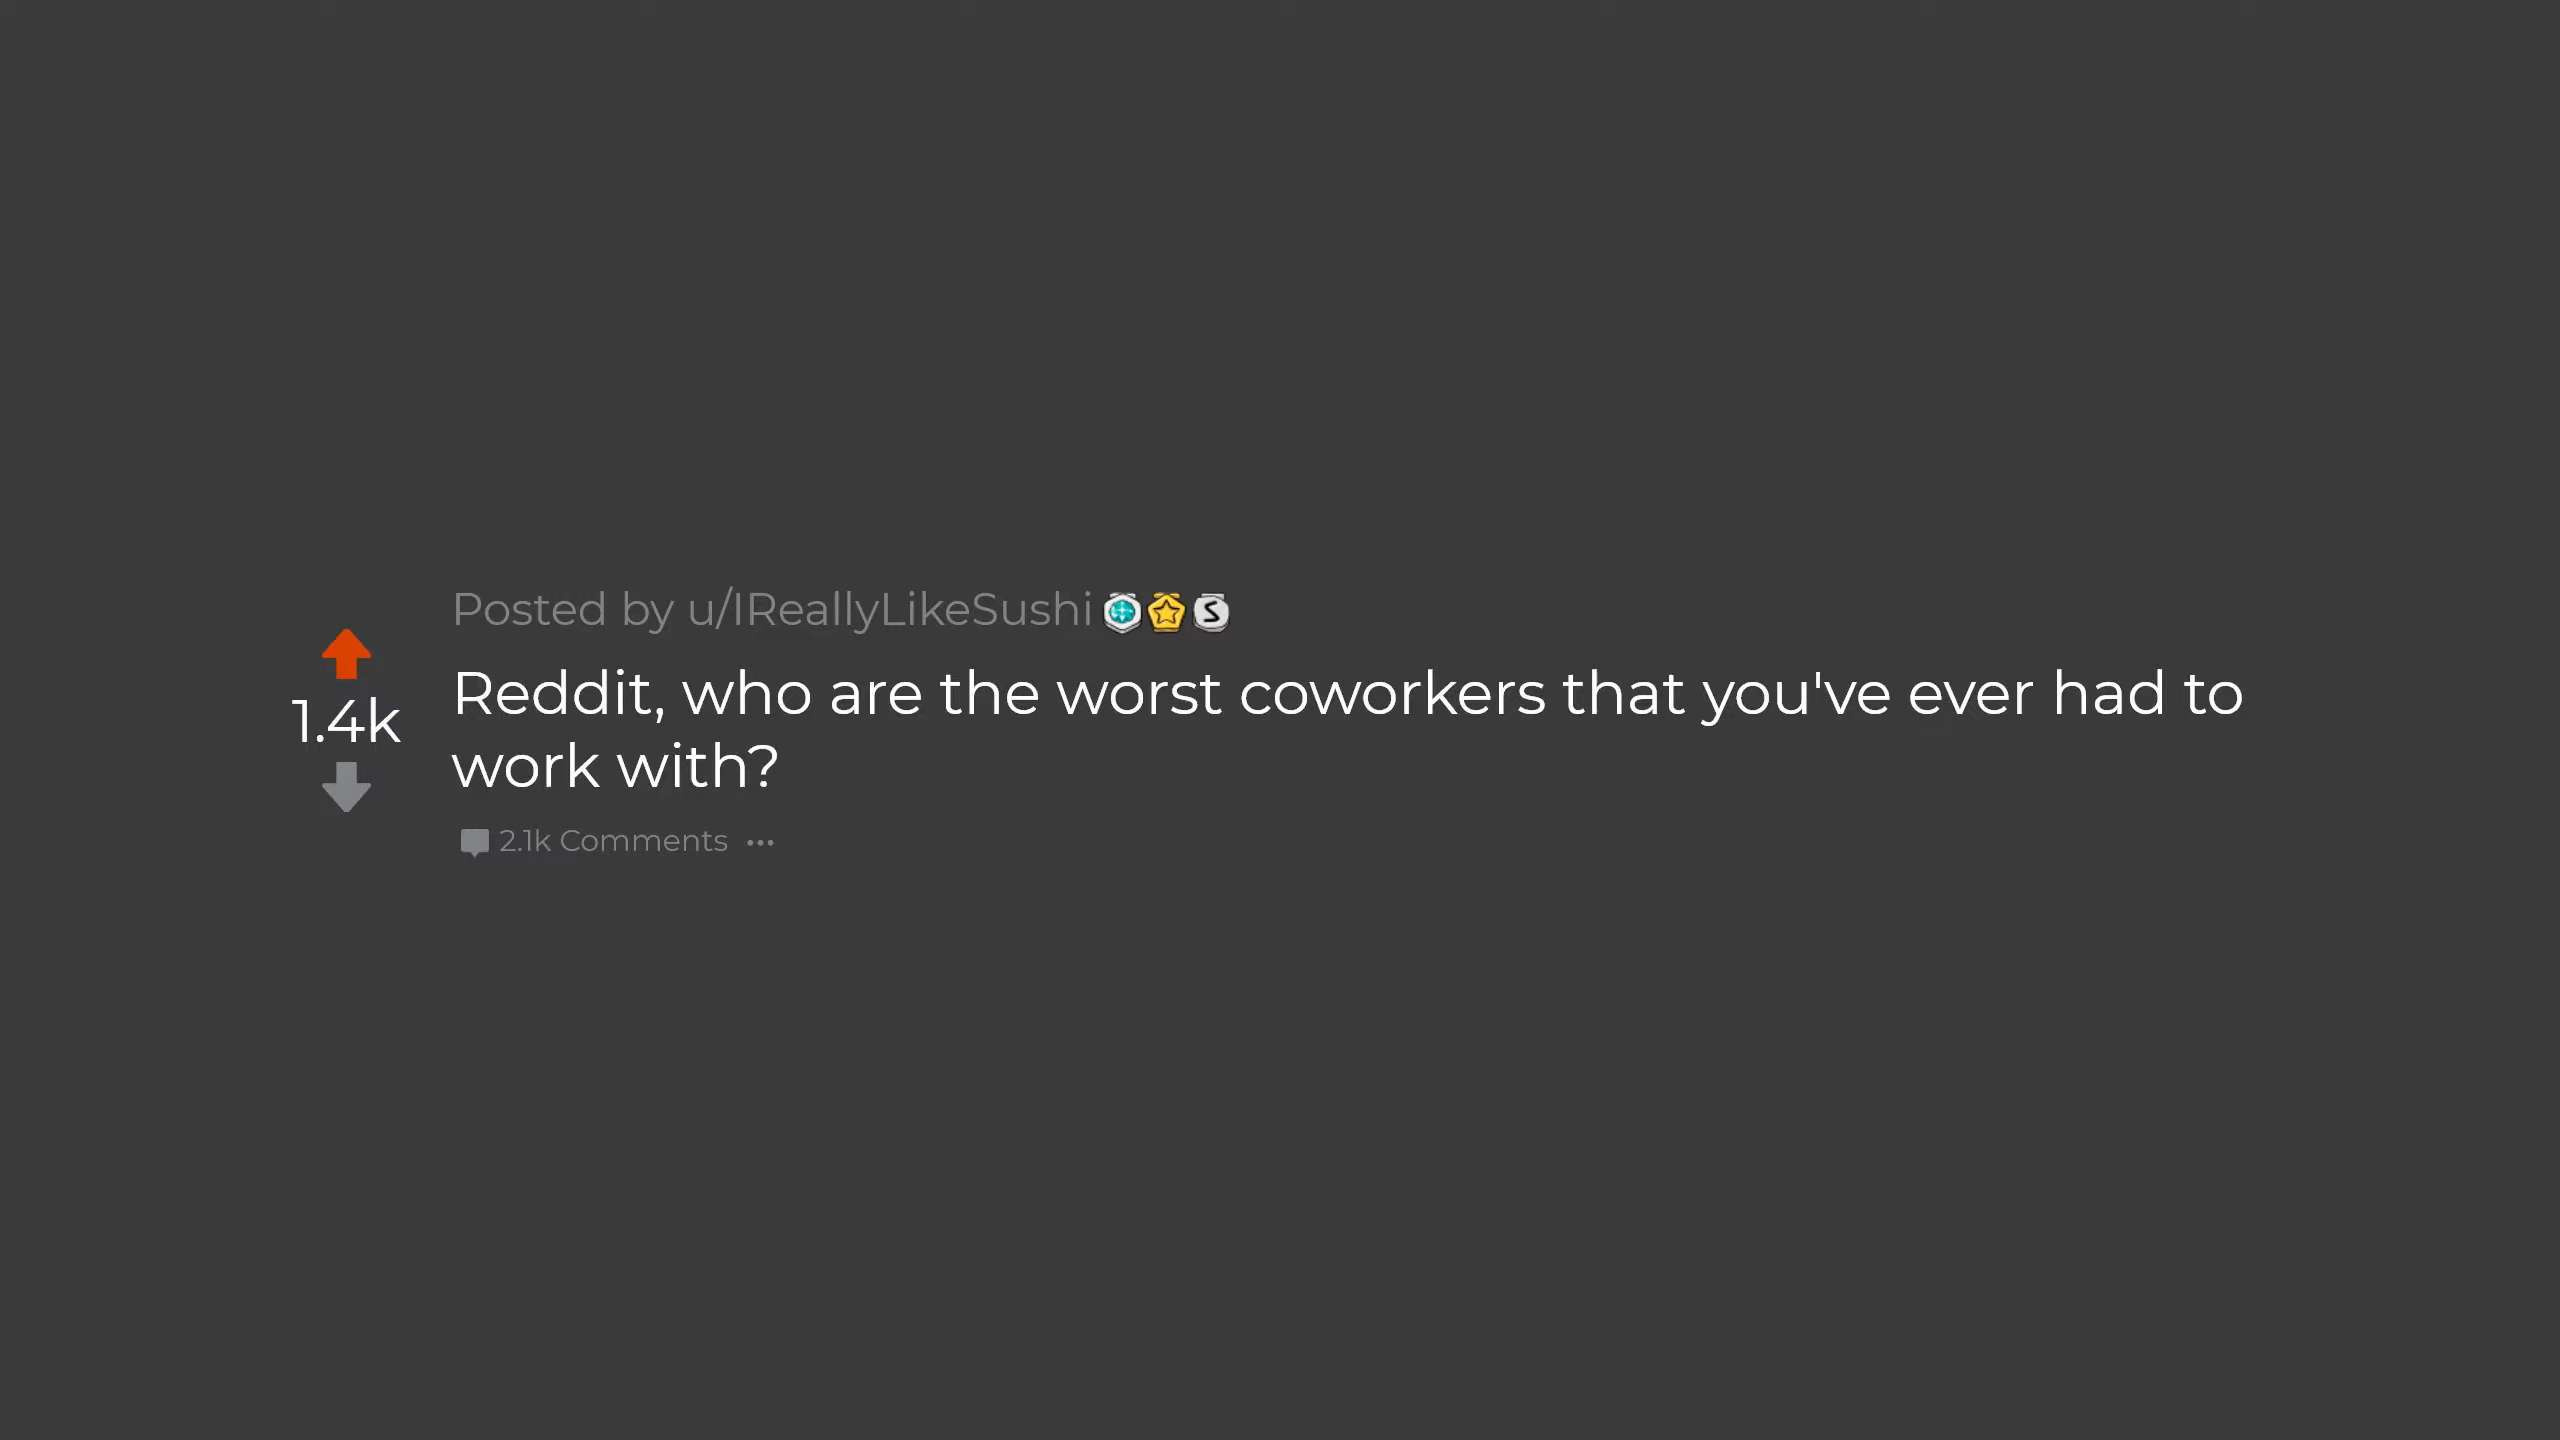 Posted by u/IReallyLikeSushi
1.4k
Reddit, who are the worst coworkers that you've ever had to
work with?
2.1k Comments ...